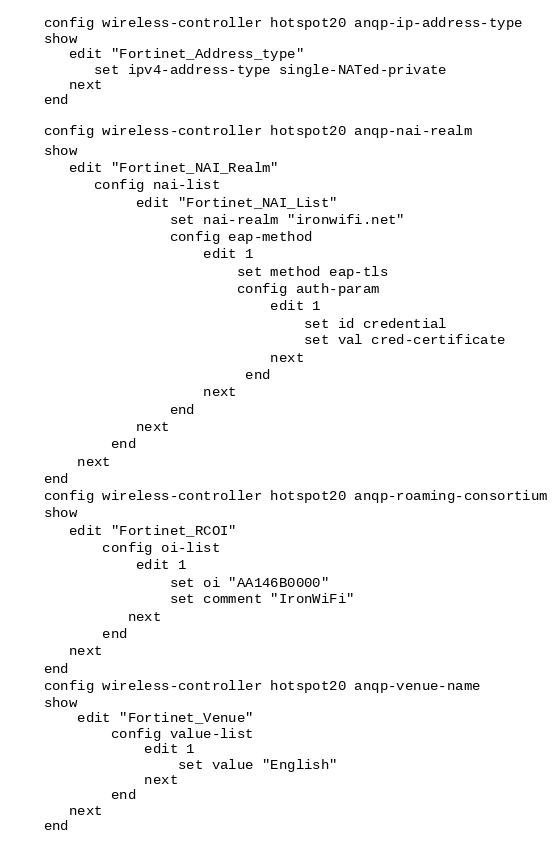 config wireless-controller hotspot20 anqp-ip-address-type
show
edit "Fortinet_Address_type"
set ipv4-address-type single-NATed-private
next
end
config wireless-controller hotspot20 anqp-nai-realm
show
edit "Fortinet_NAI_Realm"
config nai-list
edit "Fortinet_NAI_List"
set nai-realm "ironwifi.net"
config eap-method
edit 1
set method eap-tls
config auth-param
edit 1
set id credential
set val cred-certificate
next
end
next
end
next
end
next
end
config wireless-controller hotspot20 anqp-roaming-consortium
show
edit "Fortinet_RCOI"
config oi-list
edit 1
set oi "AA146B0000"
set comment "IronWiFi"
next
end
next
end
config wireless-controller hotspot20 anqp-venue-name
show
edit "Fortinet_Venue"
config value-list
edit 1
set value "English"
next
end
next
end